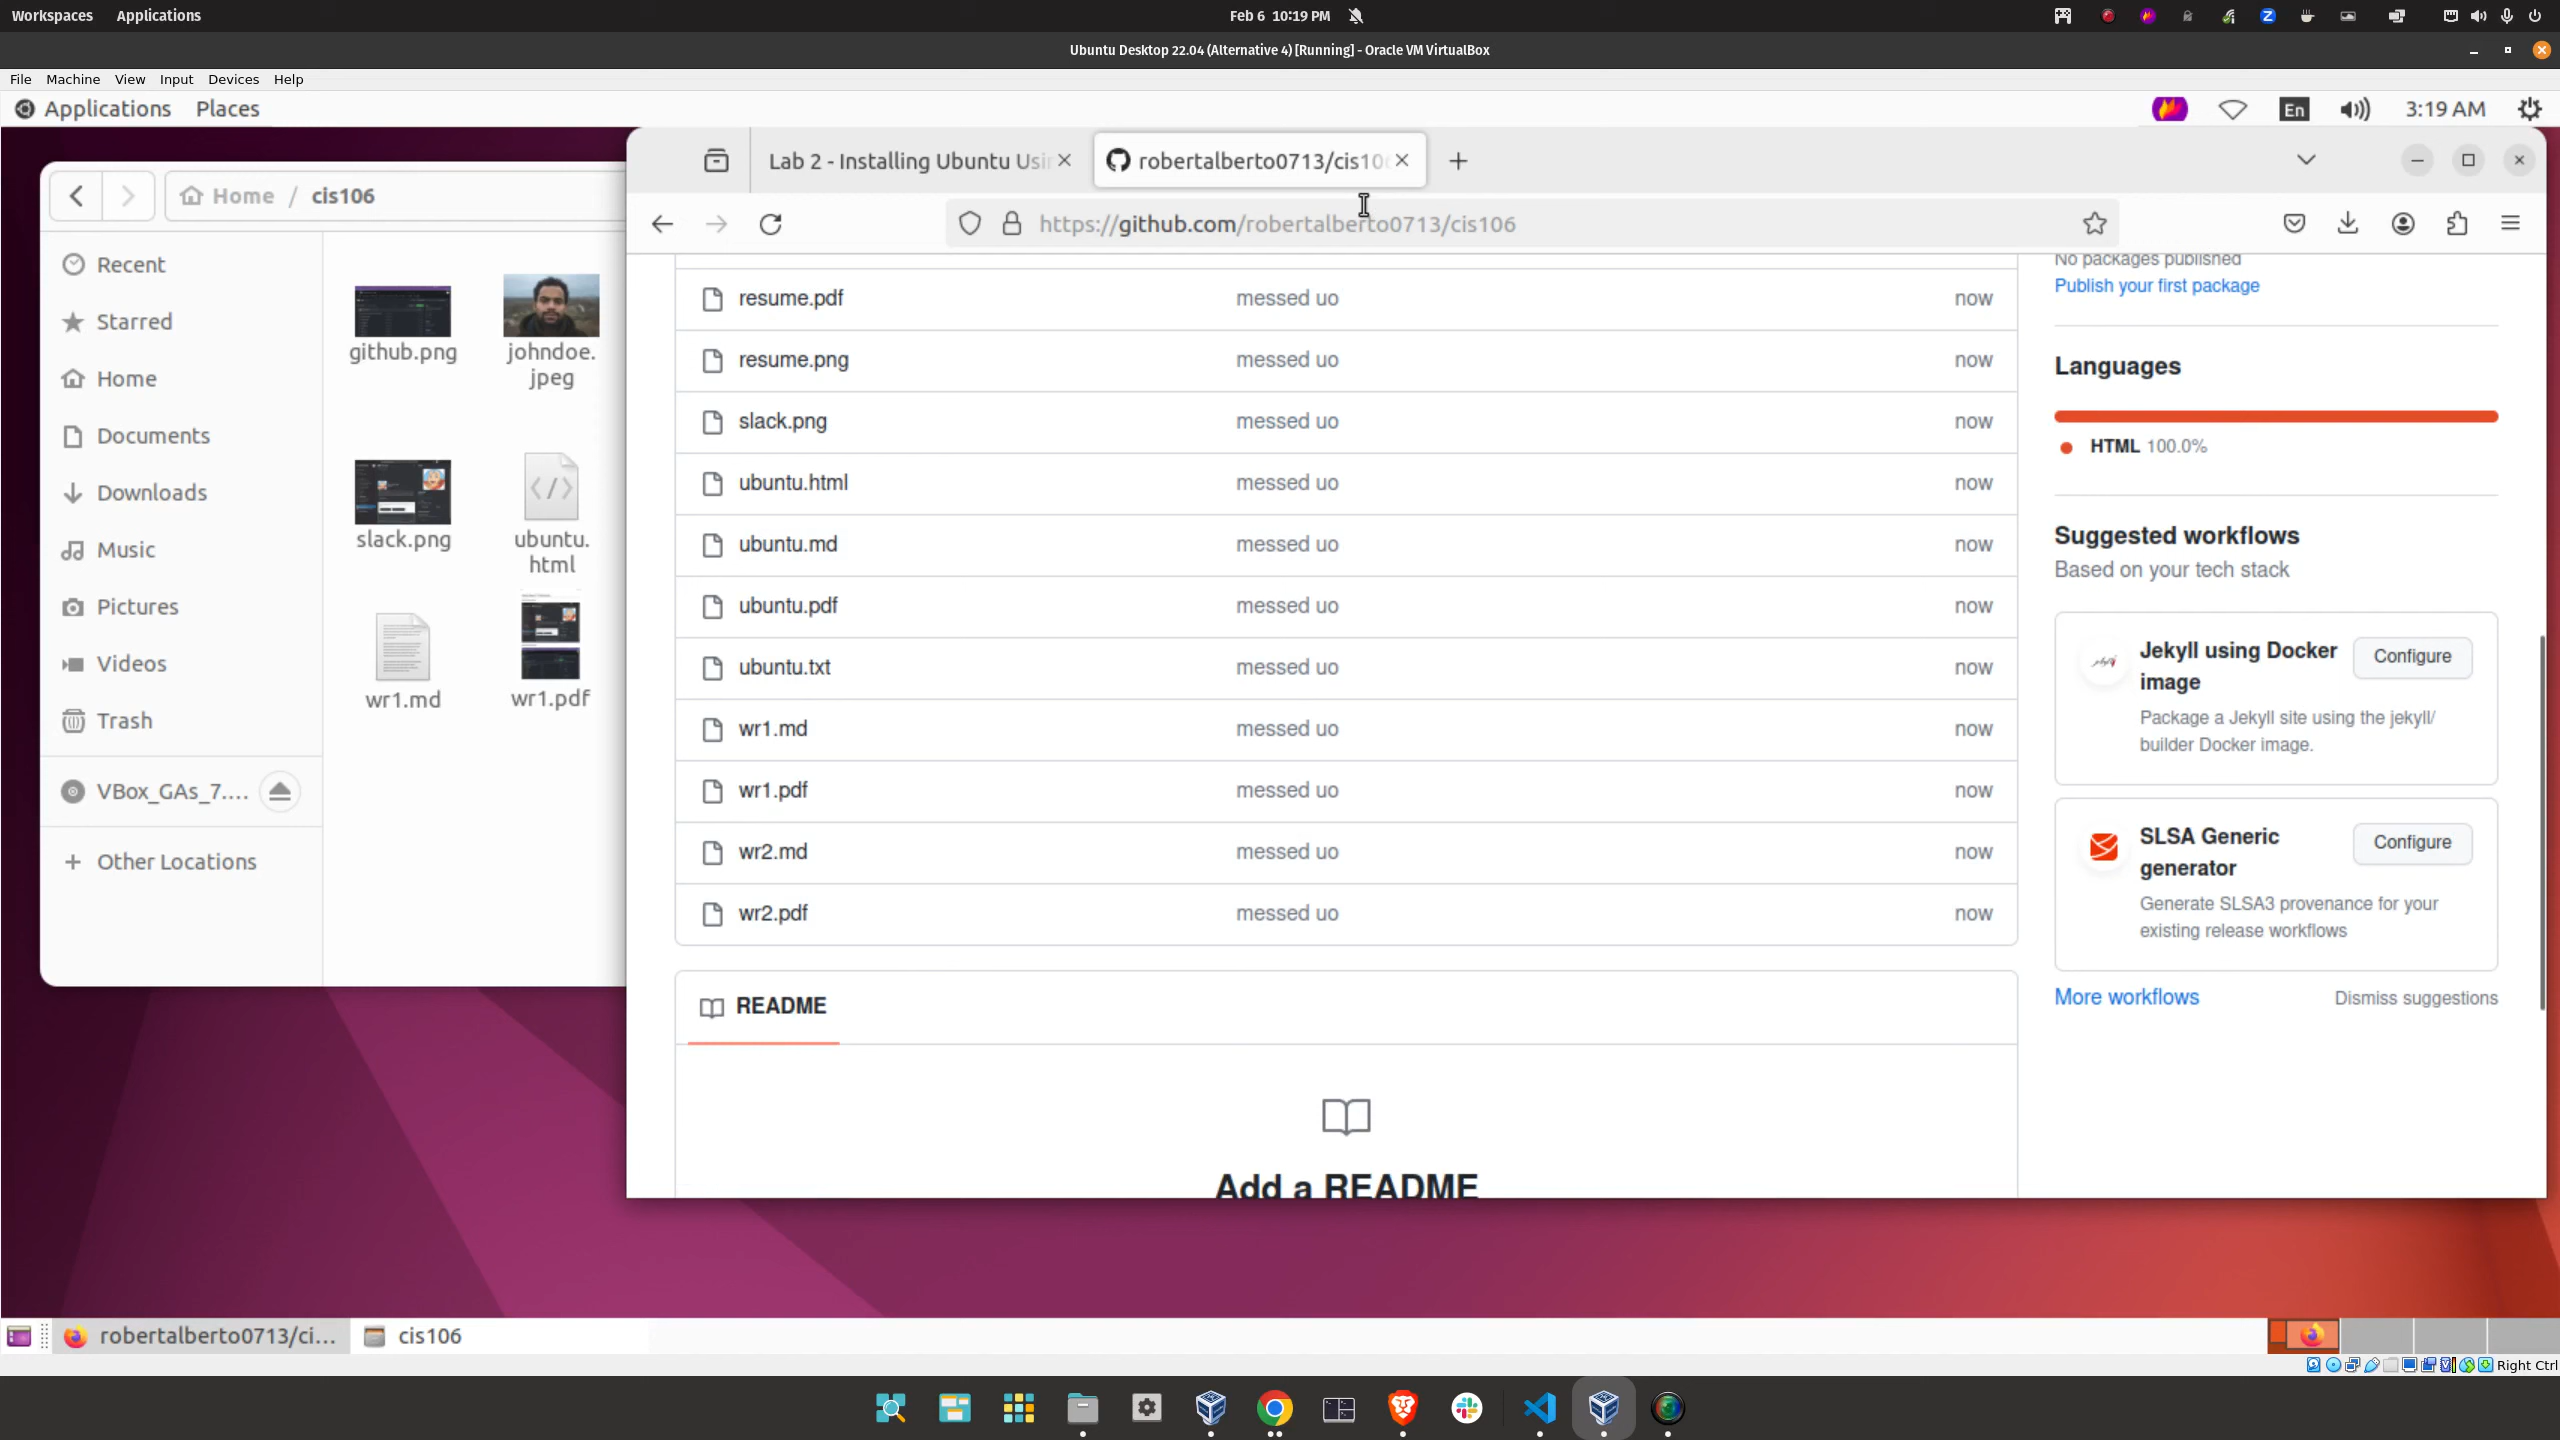 Workspaces Applications Feb 6 10:19 PM
Ubuntu Desktop 22.04 (Alternative 4) [Running] - Oracle VM VirtualBox
File Machine View Input Devices Help
Applications Places En 3:19 AM
Home / cis106
Recent
Starred
Home
Documents
Downloads
Music
Pictures
Videos
Trash
VBox_GAs_7....
Other Locations
github.png
johndoe.
jpeg
slack.png
ubuntu.
html
wr1.md
wr1.pdf
Lab 2 - Installing Ubuntu Usi
robertalberto0713/cis10
https://github.com/robertalberto0713/cis106
resume.pdf messed uo now
resume.png messed uo now
slack.png messed uo now
ubuntu.html messed uo now
ubuntu.md messed uo now
ubuntu.pdf messed uo now
ubuntu.txt messed uo now
wr1.md messed uo now
wr1.pdf messed uo now
wr2.md messed uo now
wr2.pdf messed uo now
README
Add a README
No packages published
Publish your first package
Languages
HTML 100.0%
Suggested workflows
Based on your tech stack
Jekyll using Docker
image
Configure
Package a Jekyll site using the jekyll/
builder Docker image.
SLSA Generic
generator
Configure
Generate SLSA3 provenance for your
existing release workflows
More workflows Dismiss suggestions
robertalberto0713/ci... cis106
Right Ctrl